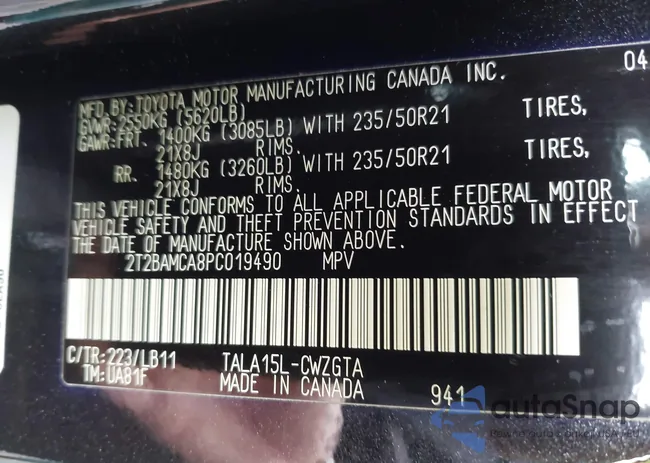 MFD.BY:TOYOTA MOTOR MANUFACTURING CANADA INC. 04
GVWR:2550KG (5620LB)
GAWR:FRT. 1400KG (3085LB) WITH 235/50R21 TIRES,
21X8J RIMS.
RR. 1480KG (3260LB) WITH 235/50R21 TIRES,
21X8J RIMS.
THIS VEHICLE CONFORMS TO ALL APPLICABLE FEDERAL MOTOR
VEHICLE SAFETY AND THEFT PREVENTION STANDARDS IN EFFECT
THE DATE OF MANUFACTURE SHOWN ABOVE.
2T2BAMCA8PC019490 MPV
C/TR:223/LB11 TALA15L-CWZGTA
TM:UA81F MADE IN CANADA 941
autoSnap